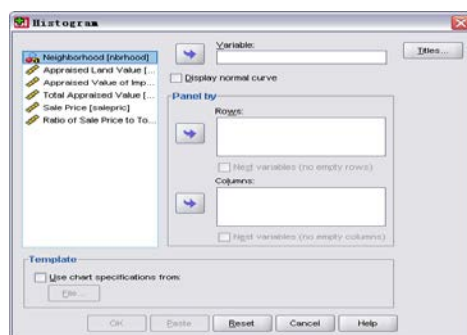 Histogram
Neighborhood [nbrhood]
Appraised Land Value [...
Appraised Value of Imp...
Total Appraised Value [...
Sale Price [salepric]
Ratio of Sale Price to To...
Variable:
Titles...
Display normal curve
Panel by
Rows:
Nest variables (no empty rows)
Columns:
Nest variables (no empty columns)
Template
Use chart specifications from:
File...
OK
Paste
Reset
Cancel
Help